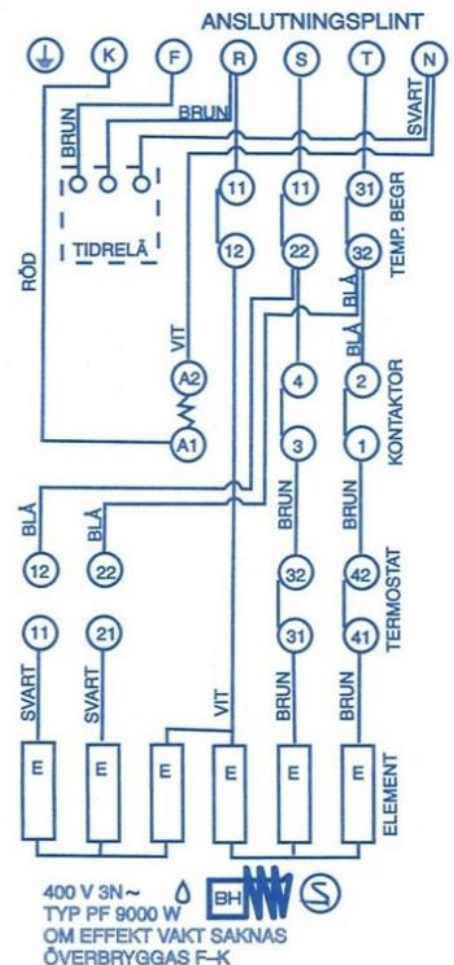 ANSLUTNINGSPLINT
K F R S T N
BRUN
BRUN
SVART
11 11 31
TIDRELÄ
TEMP. BEGR
12 22 32
RÖD
VIT
BLÅ
BLÅ
A2 4 2
KONTAKTOR
A1 3 1
BLÅ
BLÅ
BRUN
BRUN
12 22 32 42
TERMOSTAT
11 21 31 41
SVART
SVART
VIT
BRUN
BRUN
E E E E E E
ELEMENT
400 V 3N~ BH S
TYP PF 9000 W
OM EFFEKT VAKT SAKNAS
ÖVERBRYGGAS F–K